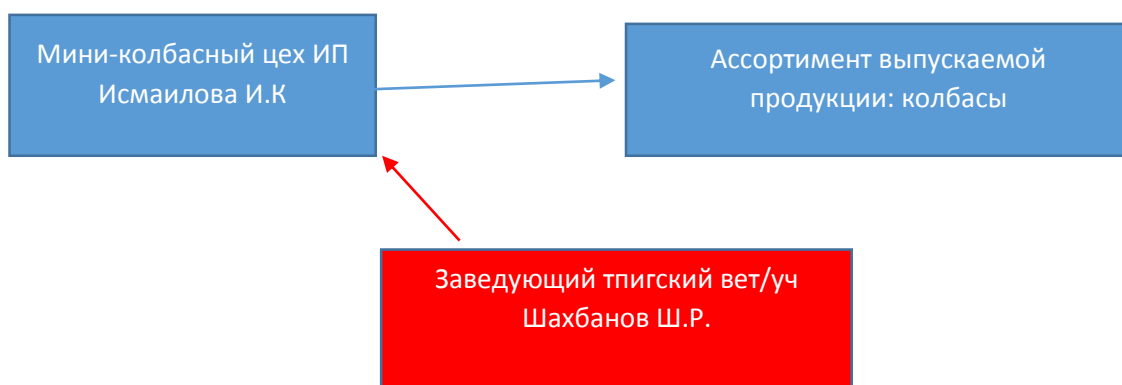 Мини-колбасный цех ИП
Исмаилова И.К
Ассортимент выпускаемой
продукции: колбасы
Заведующий тпигский вет/уч
Шахбанов Ш.Р.